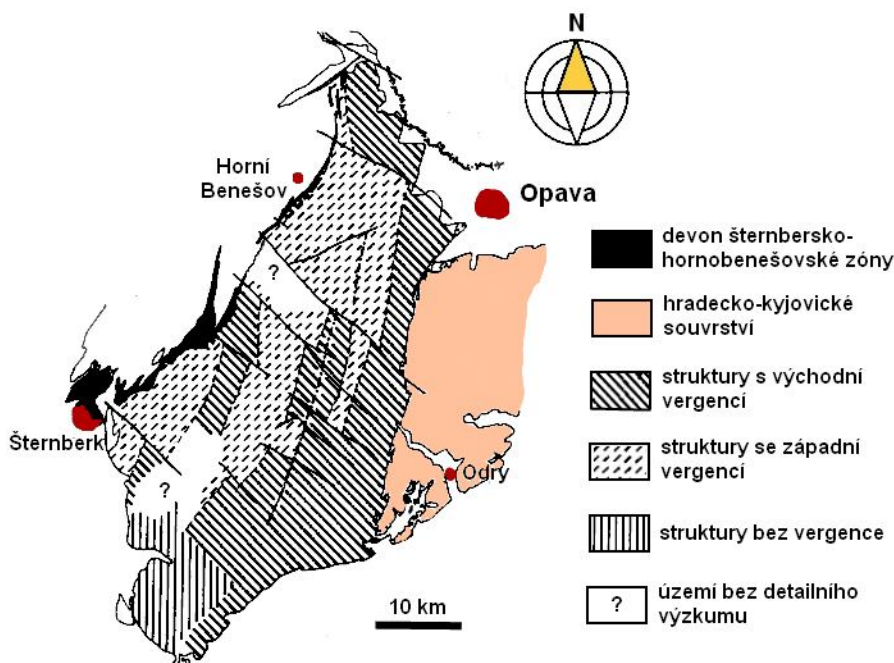 N
Horní
Benešov
Opava
?
Šternberk
?
Odry
10 km
devon šternbersko-
hornobenešovské zóny
hradecko-kyjovické
souvrství
struktury s východní
vergencí
struktury se západní
vergencí
struktury bez vergence
?
území bez detailního
výzkumu